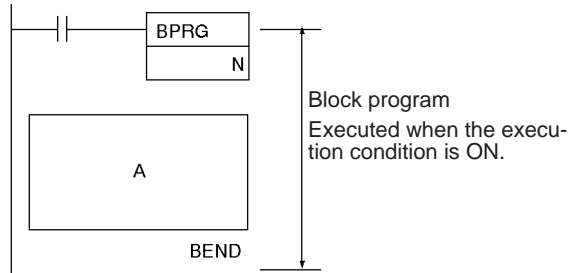 BPRG
N
Block program
Executed when the execu-
tion condition is ON.
A
BEND